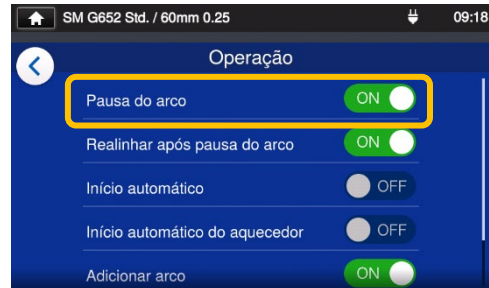 SM G652 Std. / 60mm 0.25 09:18
Operação
Pausa do arco ON
Realinhar após pausa do arco ON
Início automático OFF
Início automático do aquecedor OFF
Adicionar arco ON